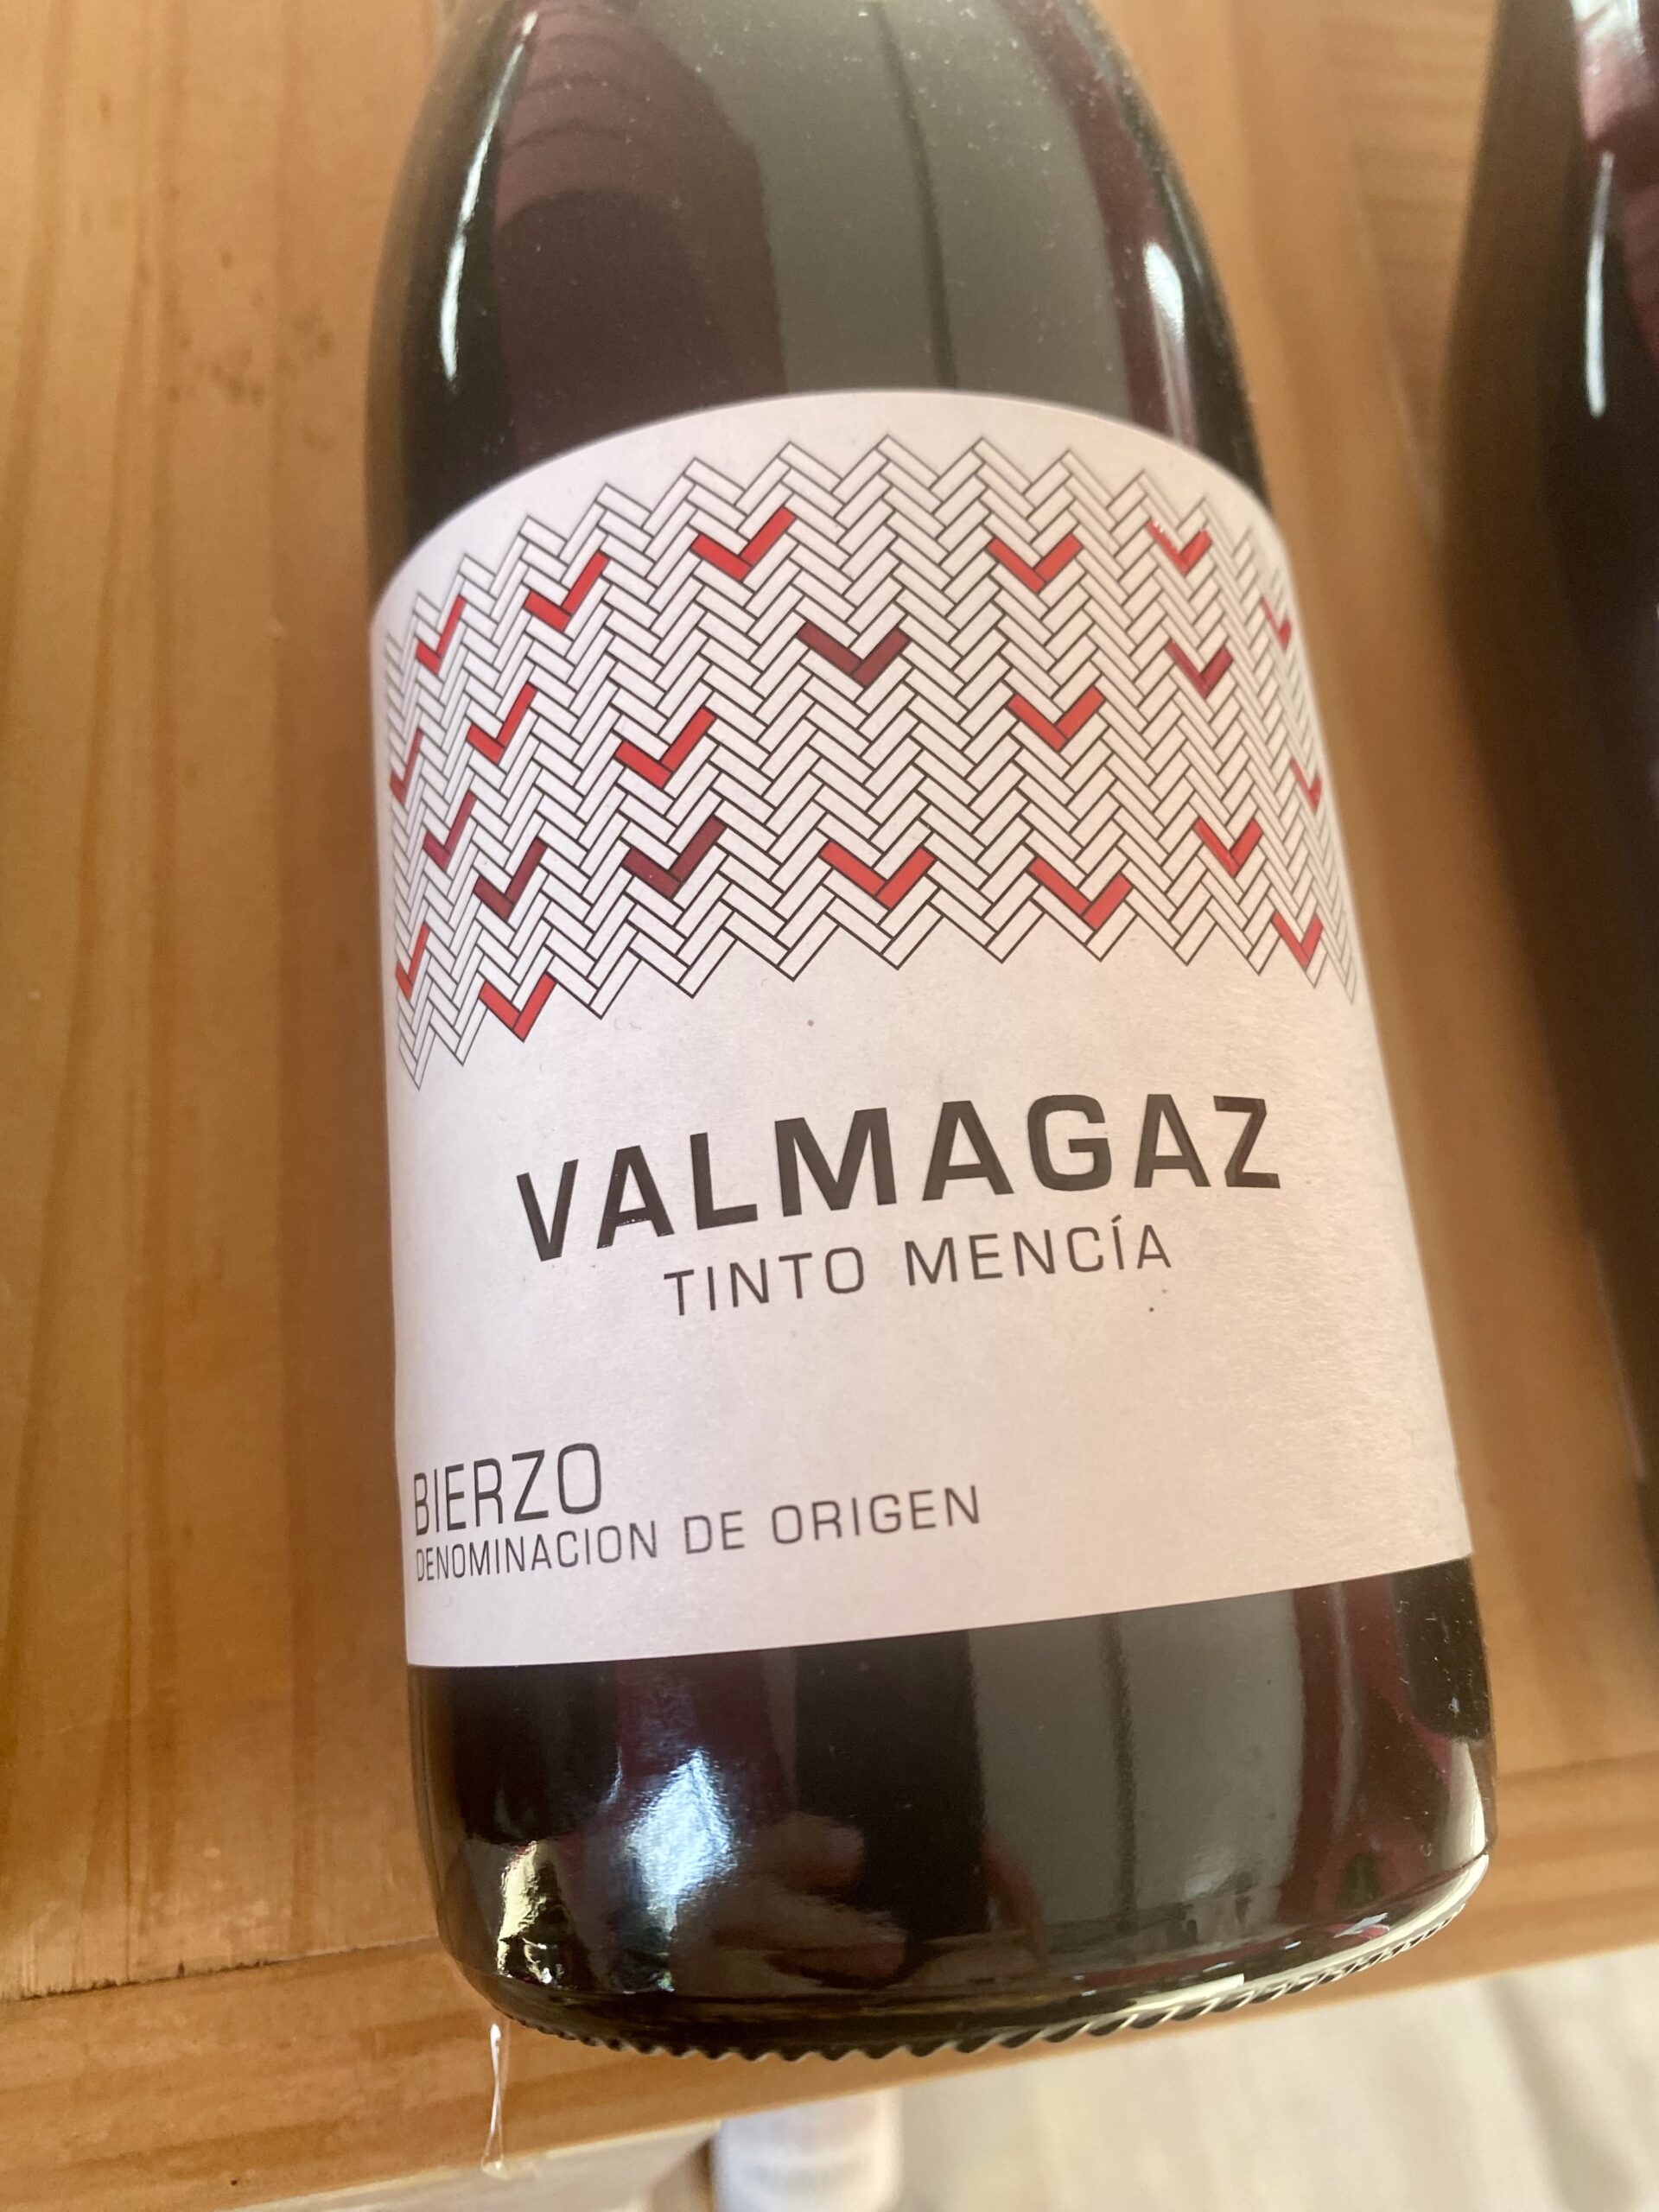 VALMAGAZ
TINTO MENCÍA
BIERZO
DENOMINACION DE ORIGEN